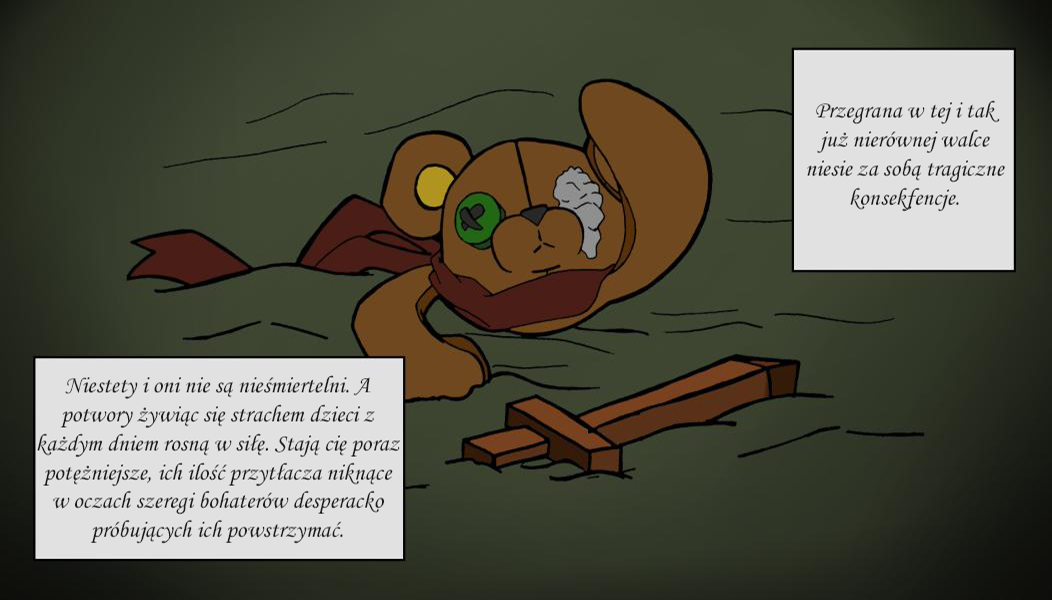 Przegrana w tej i tak
już nierównej walce
niesie za sobą tragiczne
konsekfencje.
Niestety i oni nie są nieśmiertelni. A
potwory żywiąc się strachem dzieci z
każdym dniem rosną w siłę. Stają cię poraz
potężniejsze, ich ilość przytłacza niknące
w oczach szeregi bohaterów desperacko
próbujących ich powstrzymać.